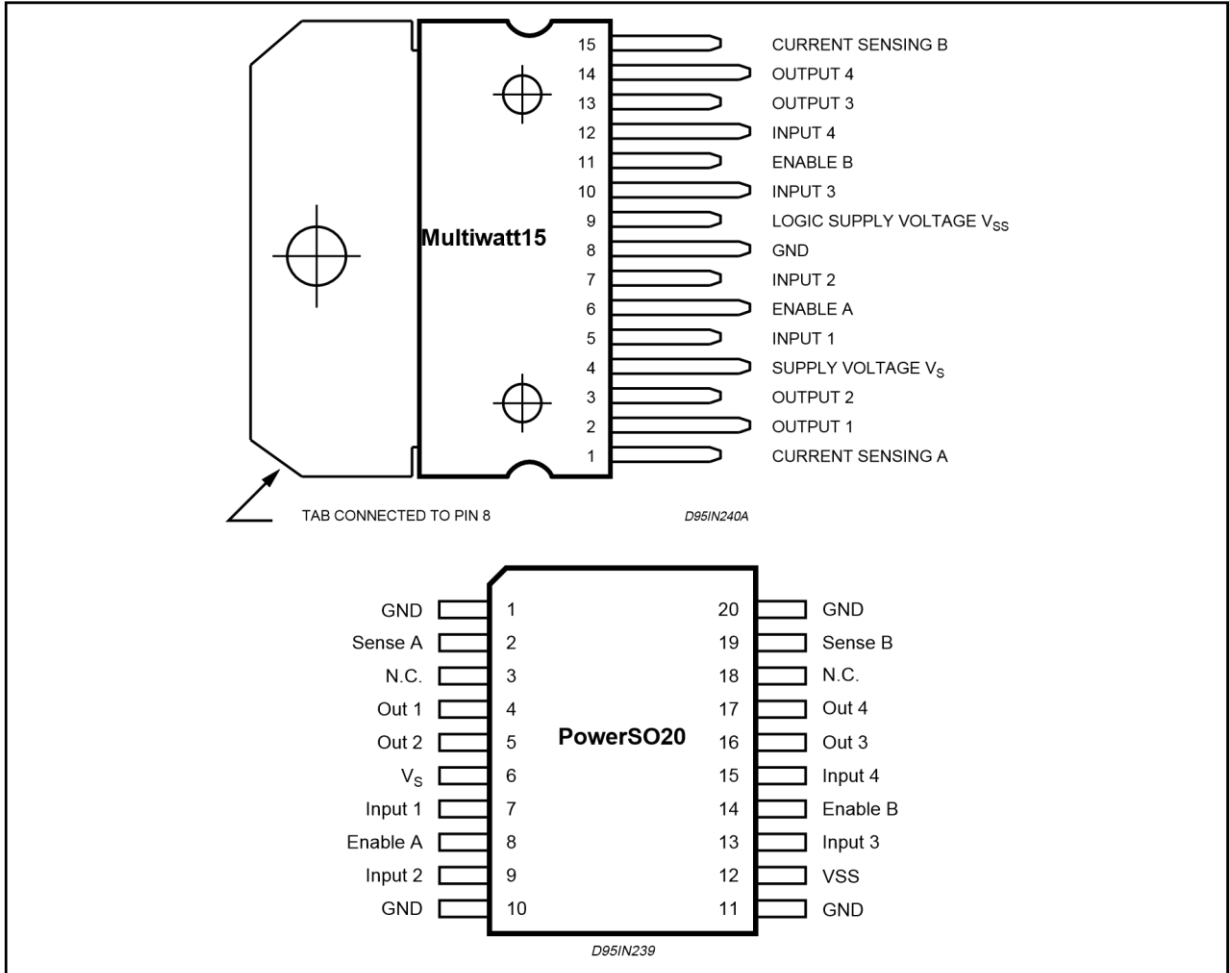 15 CURRENT SENSING B
14 OUTPUT 4
13 OUTPUT 3
12 INPUT 4
11 ENABLE B
10 INPUT 3
9 LOGIC SUPPLY VOLTAGE VSS
8 GND
7 INPUT 2
6 ENABLE A
5 INPUT 1
4 SUPPLY VOLTAGE VS
3 OUTPUT 2
2 OUTPUT 1
1 CURRENT SENSING A
Multiwatt15
TAB CONNECTED TO PIN 8
D95IN240A
GND 1 20 GND
Sense A 2 19 Sense B
N.C. 3 18 N.C.
Out 1 4 17 Out 4
Out 2 5 16 Out 3
VS 6 15 Input 4
Input 1 7 14 Enable B
Enable A 8 13 Input 3
Input 2 9 12 VSS
GND 10 11 GND
PowerSO20
D95IN239